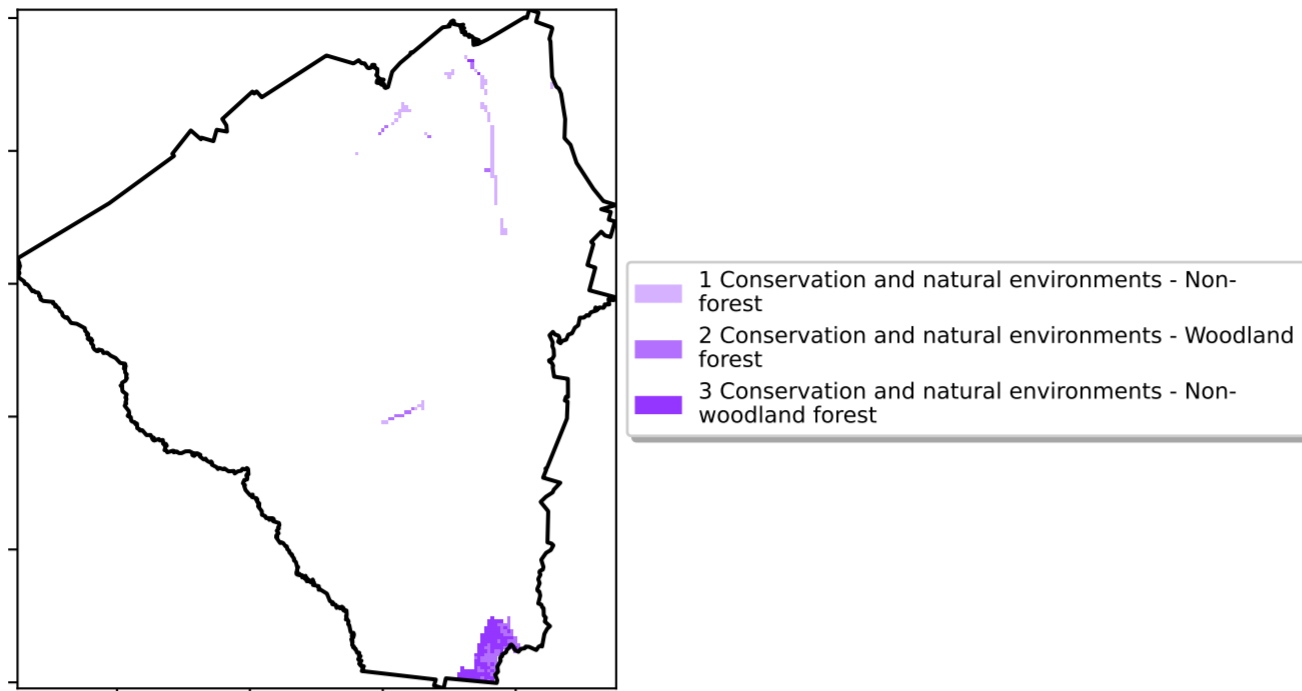 1 Conservation and natural environments - Non-
forest
2 Conservation and natural environments - Woodland
forest
3 Conservation and natural environments - Non-
woodland forest